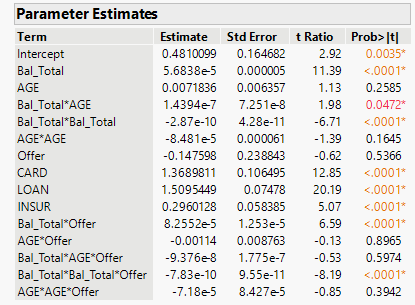 Parameter Estimates
Term Estimate Std Error t Ratio Prob>|t|
Intercept 0.4810099 0.164682 2.92 0.0035*
Bal_Total 5.6838e-5 0.000005 11.39 <.0001*
AGE 0.0071836 0.006357 1.13 0.2585
Bal_Total*AGE 1.4394e-7 7.251e-8 1.98 0.0472*
Bal_Total*Bal_Total -2.87e-10 4.28e-11 -6.71 <.0001*
AGE*AGE -8.481e-5 0.000061 -1.39 0.1645
Offer -0.147598 0.238843 -0.62 0.5366
CARD 1.3689811 0.106495 12.85 <.0001*
LOAN 1.5095449 0.07478 20.19 <.0001*
INSUR 0.2960128 0.058385 5.07 <.0001*
Bal_Total*Offer 8.2552e-5 1.253e-5 6.59 <.0001*
AGE*Offer -0.00114 0.008763 -0.13 0.8965
Bal_Total*AGE*Offer -9.376e-8 1.775e-7 -0.53 0.5974
Bal_Total*Bal_Total*Offer -7.83e-10 9.55e-11 -8.19 <.0001*
AGE*AGE*Offer -7.18e-5 8.427e-5 -0.85 0.3942